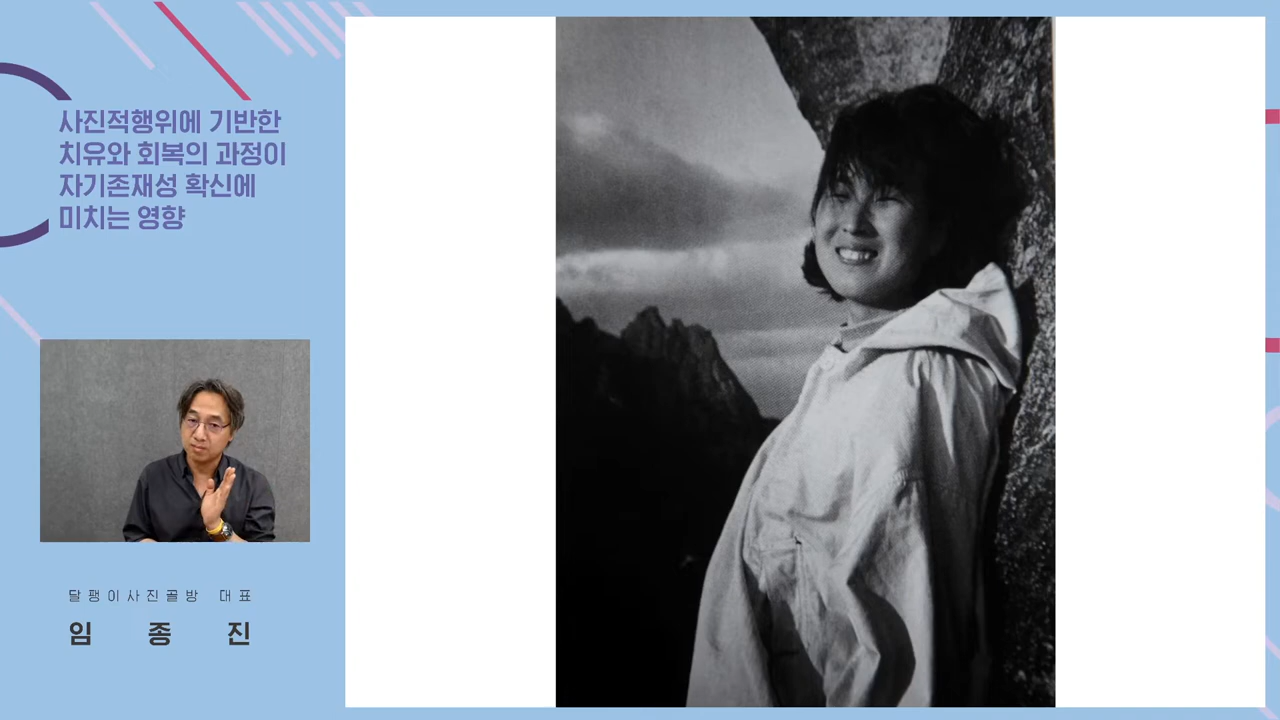 사진적행위에 기반한
치유와 회복의 과정이
자기존재성 확신에
미치는 영향
달팽이사진골방 대표
임종진